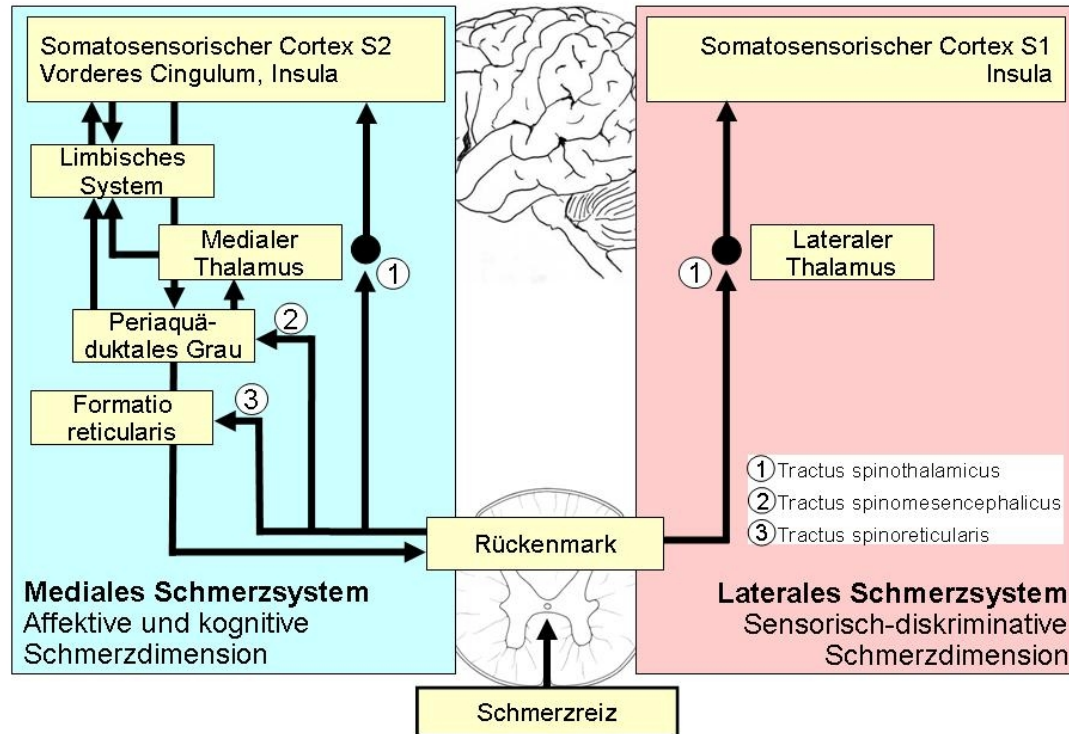 Somatosensorischer Cortex S2
Vorderes Cingulum, Insula
Somatosensorischer Cortex S1
Insula
Limbisches
System
Medialer
Thalamus
1
1
Lateraler
Thalamus
Periaquä-
duktales Grau
2
Formatio
reticularis
3
1 Tractus spinothalamicus
2 Tractus spinomesencephalicus
3 Tractus spinoreticularis
Rückenmark
Mediales Schmerzsystem
Affektive und kognitive
Schmerzdimension
Laterales Schmerzsystem
Sensorisch-diskriminative
Schmerzdimension
Schmerzreiz